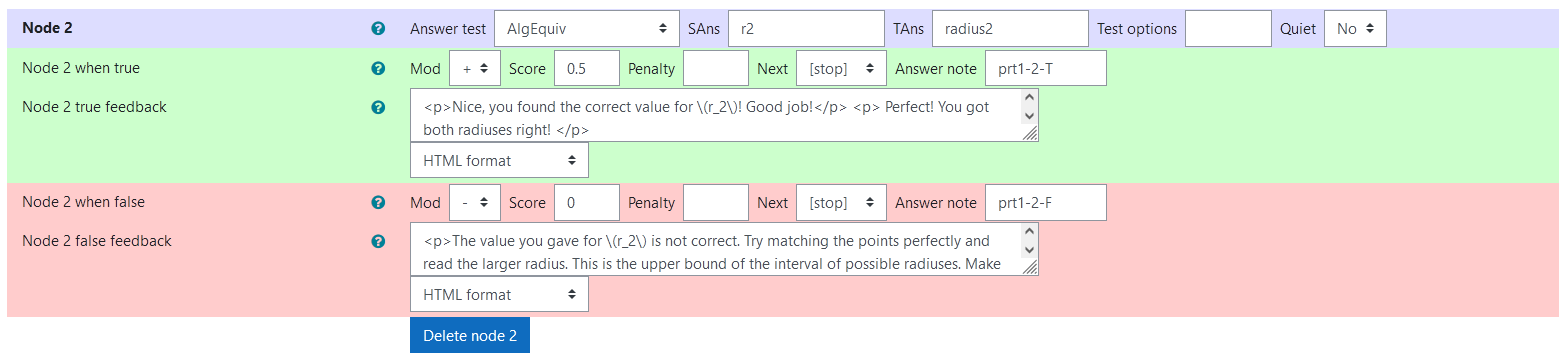 Node 2 Answer test AlgEquiv SAns r2 TAns radius2 Test options Quiet No
Node 2 when true Mod + Score 0.5 Penalty Next [stop] Answer note prt1-2-T
Node 2 true feedback <p>Nice, you found the correct value for \(r_2\)! Good job!</p> <p> Perfect! You got
both radiuses right! </p>
HTML format
Node 2 when false Mod - Score 0 Penalty Next [stop] Answer note prt1-2-F
Node 2 false feedback <p>The value you gave for \(r_2\) is not correct. Try matching the points perfectly and
read the larger radius. This is the upper bound of the interval of possible radiuses. Make
HTML format
Delete node 2